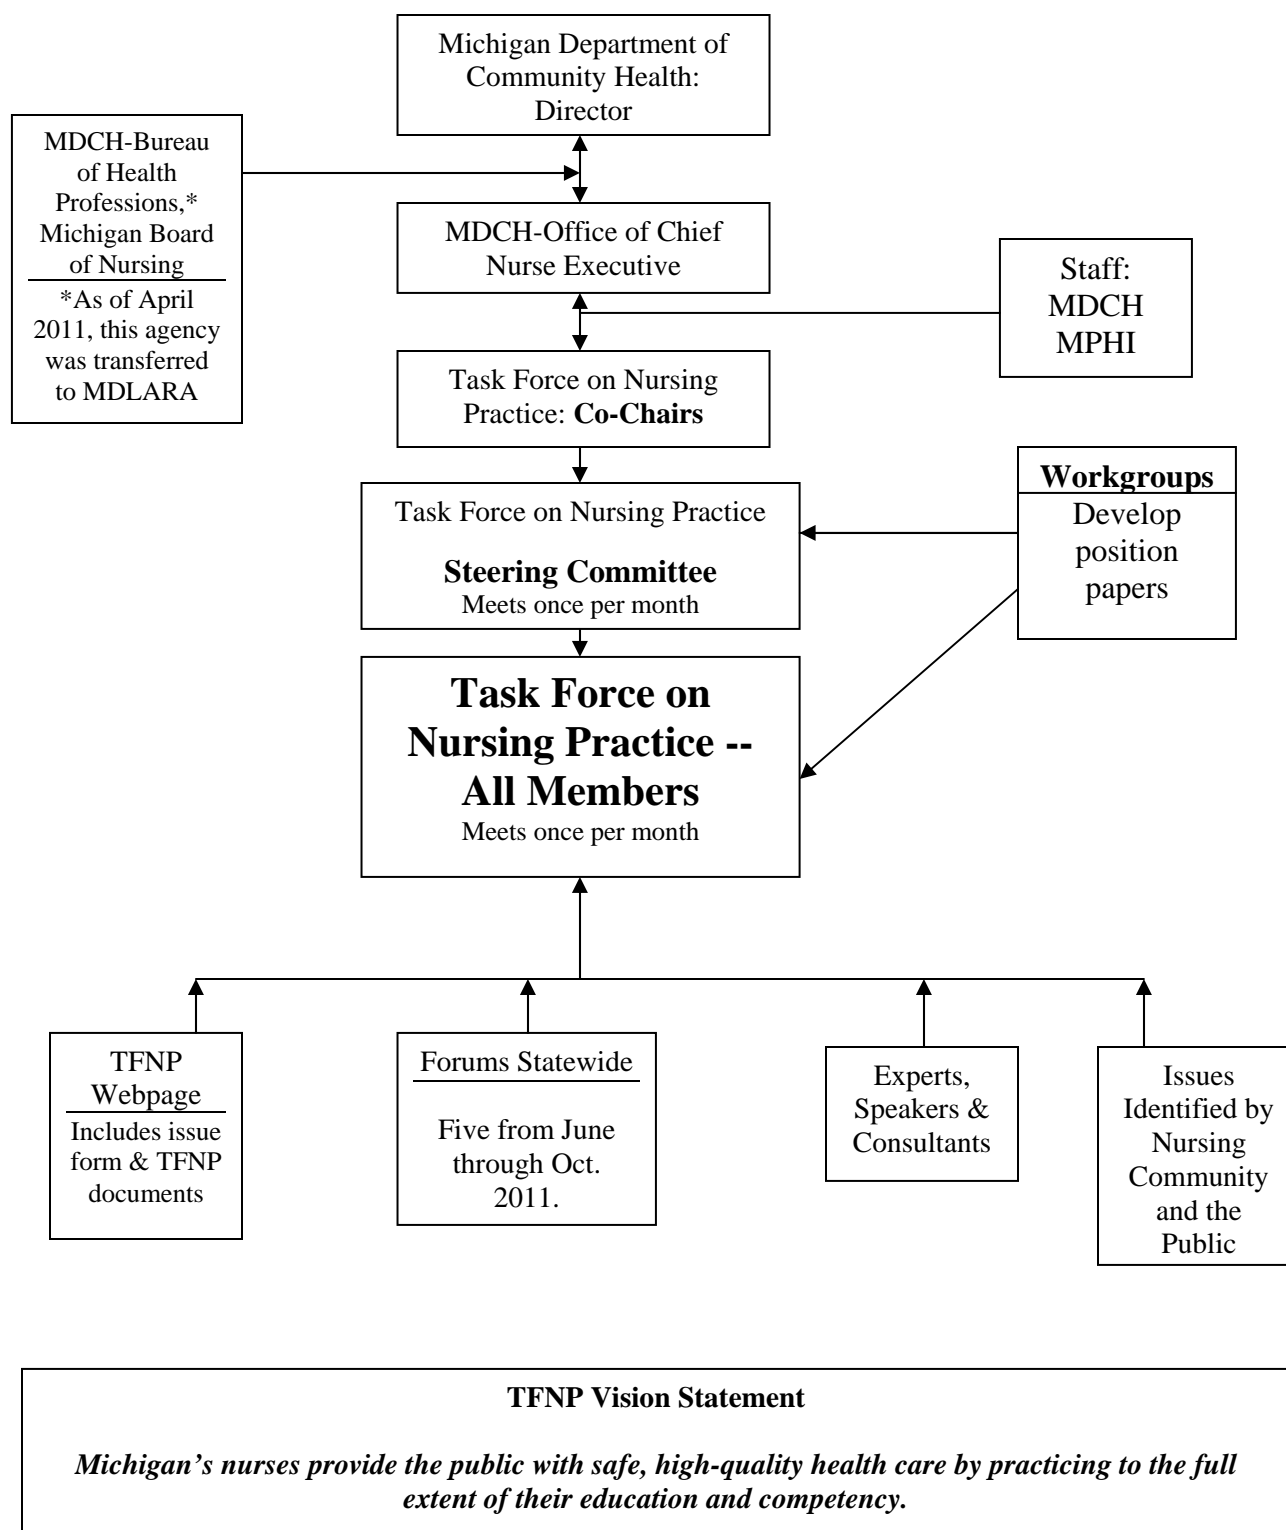 Michigan Department of
Community Health:
Director
MDCH-Bureau
of Health
Professions,*
Michigan Board
of Nursing
*As of April
2011, this agency
was transferred
to MDLARA
MDCH-Office of Chief
Nurse Executive
Staff:
MDCH
MPHI
Task Force on Nursing
Practice: Co-Chairs
Task Force on Nursing Practice
Steering Committee
Meets once per month
Workgroups
Develop
position
papers
Task Force on
Nursing Practice --
All Members
Meets once per month
TFNP
Webpage
Includes issue
form & TFNP
documents
Forums Statewide
Five from June
through Oct.
2011.
Experts,
Speakers &
Consultants
Issues
Identified by
Nursing
Community
and the
Public
TFNP Vision Statement
Michigan’s nurses provide the public with safe, high-quality health care by practicing to the full
extent of their education and competency.